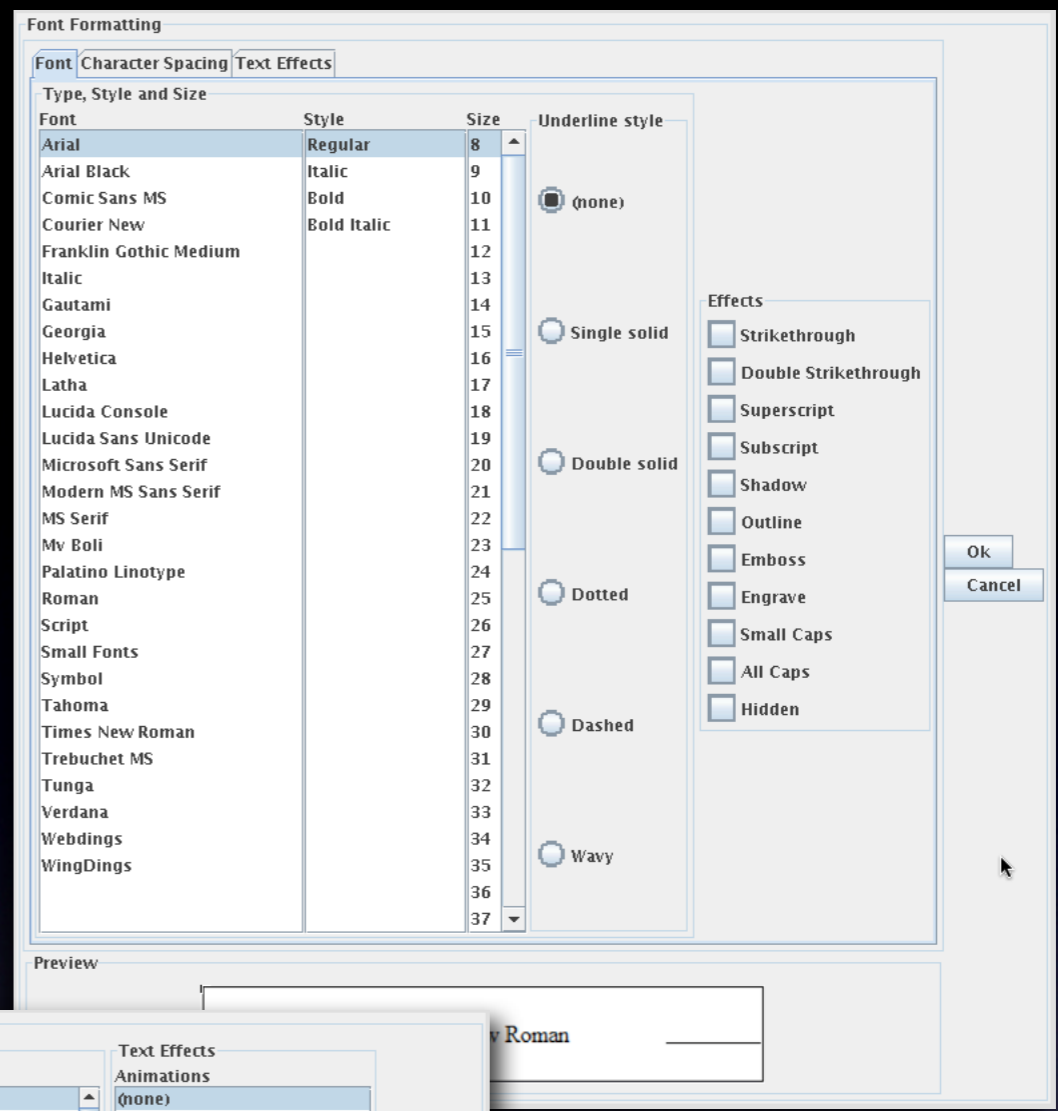 Font Formatting
Font Character Spacing Text Effects
Type, Style and Size
Font Style Size
Arial Regular 8
Arial Black Italic 9
Comic Sans MS Bold 10
Courier New Bold Italic 11
Franklin Gothic Medium 12
Italic 13
Gautami 14
Georgia 15
Helvetica 16
Latha 17
Lucida Console 18
Lucida Sans Unicode 19
Microsoft Sans Serif 20
Modern MS Sans Serif 21
MS Serif 22
Mv Boli 23
Palatino Linotype 24
Roman 25
Script 26
Small Fonts 27
Symbol 28
Tahoma 29
Times New Roman 30
Trebuchet MS 31
Tunga 32
Verdana 33
Webdings 34
WingDings 35
36
37
Underline style
(none)
Single solid
Double solid
Dotted
Dashed
Wavy
Effects
Strikethrough
Double Strikethrough
Superscript
Subscript
Shadow
Outline
Emboss
Engrave
Small Caps
All Caps
Hidden
Ok
Cancel
Preview
Roman
Text Effects
Animations
(none)